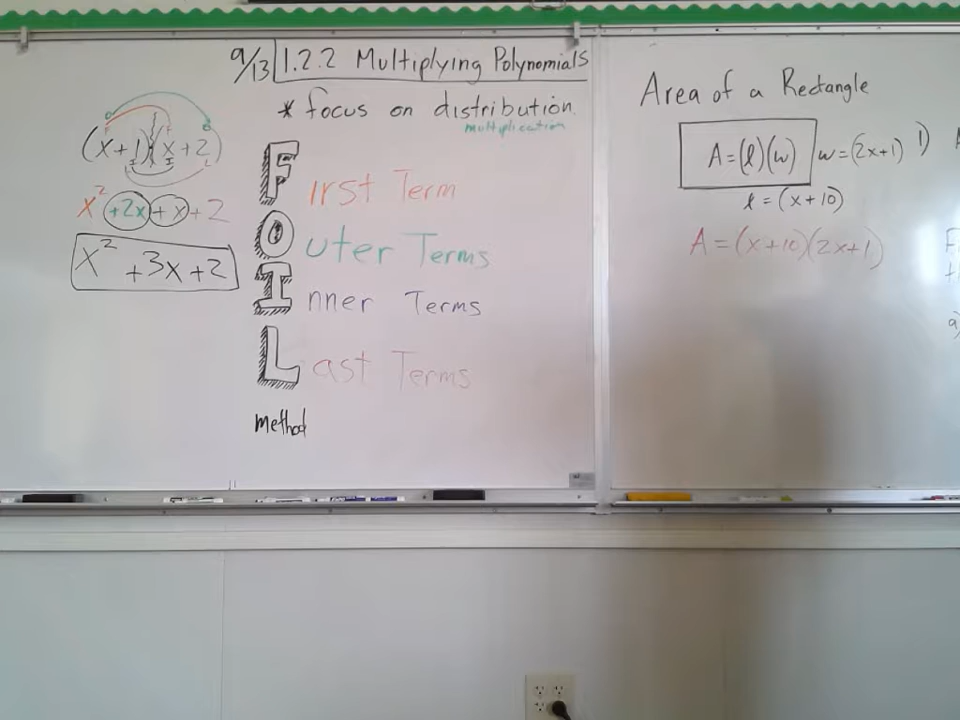 9/13 1.2.2 Multiplying Polynomials
* focus on distribution.
multiplication
(x+1)(x+2)
x² +2x +x +2
x² +3x +2
First Term
Outer Terms
Inner Terms
Last Terms
method
Area of a Rectangle
A=(l)(w) w=(2x+1) 1)
l=(x+10)
A=(x+10)(2x+1)
a)